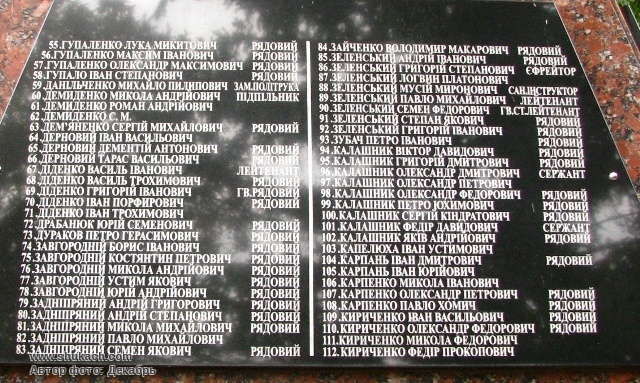 55.ГУПАЛЕНКО ЛУКА МИКИТОВИЧ РЯДОВИЙ
56.ГУПАЛЕНКО МАКСІМ ІВАНОВИЧ РЯДОВИЙ
57.ГУПАЛЕНКО ОЛЕКСАНДР МАКСИМОВИЧ РЯДОВИЙ
58.ГУПАЛО ІВАН СТЕПАНОВИЧ РЯДОВИЙ
59.ДАНИЛЬЧЕНКО МИХАЙЛО ПИЛИПОВИЧ ЗАМ.ПОЛІТРУКА
60.ДЕМИДЕНКО МИКОЛА АНДРІЙОВИЧ ПІДПІЛЬНИК
61.ДЕМИДЕНКО РОМАН АНДРІЙОВИЧ
62.ДЕМИДЕНКО Є. М.
63.ДЕМ'ЯНЕНКО СЕРГІЙ МИХАЙЛОВИЧ РЯДОВИЙ
64.ДЕРНОВИЙ ІВАН ВАСИЛЬОВИЧ
65.ДЕРНОВИЙ ДЕМЕНТІЙ АНТОНОВИЧ РЯДОВИЙ
66.ДЕРНОВИЙ ТАРАС ВАСИЛЬОВИЧ РЯДОВИЙ
67.ДІДЕНКО ВАСИЛЬ ІВАНОВИЧ ЛЕЙТЕНАНТ
68.ДІДЕНКО ВАСИЛЬ ТРОХИМОВИЧ РЯДОВИЙ
69.ДІДЕНКО ГРИГОРІЙ ІВАНОВИЧ ГВ.РЯДОВИЙ
70.ДІДЕНКО ІВАН ПОРФИРОВИЧ РЯДОВИЙ
71.ДІДЕНКО ІВАН ТРОХИМОВИЧ
72.ДРАБАНЮК ЮРІЙ СЕМЕНОВИЧ РЯДОВИЙ
73.ДУРАКОВ ПЕТРО ГЕРАСИМОВИЧ РЯДОВИЙ
74.ЗАВГОРОДНІЙ БОРИС ІВАНОВИЧ
75.ЗАВГОРОДНІЙ КОСТЯНТИН ПЕТРОВИЧ РЯДОВИЙ
76.ЗАВГОРОДНІЙ МИКОЛА АНДРІЙОВИЧ РЯДОВИЙ
77.ЗАВГОРОДНІЙ УСТИМ ЯКОВИЧ РЯДОВИЙ
78.ЗАВГОРОДНІЙ ЮРІЙ АНДРІЙОВИЧ РЯДОВИЙ
79.ЗАДНІПРЯНИЙ АНДРІЙ ГРИГОРОВИЧ РЯДОВИЙ
80.ЗАДНІПРЯНИЙ АНДРІЙ СТЕПАНОВИЧ РЯДОВИЙ
81.ЗАДНІПРЯНИЙ МИКОЛА МИХАЙЛОВИЧ РЯДОВИЙ
82.ЗАДНІПРЯНИЙ ПАВЛО МИХАЙЛОВИЧ
83.ЗАДНІПРЯНИЙ СЕМЕН ЯКОВИЧ РЯДОВИЙ
84.ЗАЙЧЕНКО ВОЛОДИМИР МАКАРОВИЧ РЯДОВИЙ
85.ЗЕЛЕНСЬКИЙ АНДРІЙ ІВАНОВИЧ РЯДОВИЙ
86.ЗЕЛЕНСЬКИЙ ГРИГОРІЙ СТЕПАНОВИЧ ЄФРЕЙТОР
87.ЗЕЛЕНСЬКИЙ ЛОГВИН ПЛАТОНОВИЧ
88.ЗЕЛЕНСЬКИЙ МУСІЙ МИРОНОВИЧ САН.ІНСТРУКТОР
89.ЗЕЛЕНСЬКИЙ ПАВЛО МИХАЙЛОВИЧ ЛЕЙТЕНАНТ
90.ЗЕЛЕНСЬКИЙ СЕМЕН ФЕДОРОВИЧ ГВ.СТ.ЛЕЙТЕНАНТ
91.ЗЕЛЕНСЬКИЙ СТЕПАН ЯКОВИЧ РЯДОВИЙ
92.ЗЕЛЕНСЬКИЙ ГРИГОРІЙ ІВАНОВИЧ РЯДОВИЙ
93.ЗУБАЧ ПЕТРО ІВАНОВИЧ РЯДОВИЙ
94.КАЛАШНИК ВІКТОР ДАВИДОВИЧ РЯДОВИЙ
95.КАЛАШНИК ГРИГОРІЙ ДМИТРОВИЧ РЯДОВИЙ
96.КАЛАШНИК ОЛЕКСАНДР ДМИТРОВИЧ СЕРЖАНТ
97.КАЛАШНИК ОЛЕКСАНДР ПЕТРОВИЧ
98.КАЛАШНИК ОЛЕКСАНДР ФЕДОРОВИЧ РЯДОВИЙ
99.КАЛАШНИК ПЕТРО ЮХИМОВИЧ РЯДОВИЙ
100.КАЛАШНИК СЕРГІЙ КІНДРАТОВИЧ РЯДОВИЙ
101.КАЛАШНИК ФЕДІР ДАВИДОВИЧ СЕРЖАНТ
102.КАЛАШНИК ЯКІВ АНДРІЙОВИЧ РЯДОВИЙ
103.КАПЕЛЮХА ІВАН УСТИМОВИЧ
104.КАРПАНЬ ІВАН ДМИТРОВИЧ РЯДОВИЙ
105.КАРПАНЬ ІВАН ЮРІЙОВИЧ
106.КАРПЕНКО МИКОЛА ІВАНОВИЧ
107.КАРПЕНКО ОЛЕКСАНДР ПЕТРОВИЧ РЯДОВИЙ
108.КАРПЕНКО ПАВЛО ХОМИЧ РЯДОВИЙ
109.КИРИЧЕНКО ІВАН ВАСИЛЬОВИЧ РЯДОВИЙ
110.КИРИЧЕНКО ОЛЕКСАНДР ФЕДОРОВИЧ РЯДОВИЙ
111.КИРИЧЕНКО МИКОЛА ФЕДОРОВИЧ
112.КИРИЧЕНКО ФЕДІР ПРОКОПОВИЧ РЯДОВИЙ
www.shukach.com
Автор фото: Декабрь